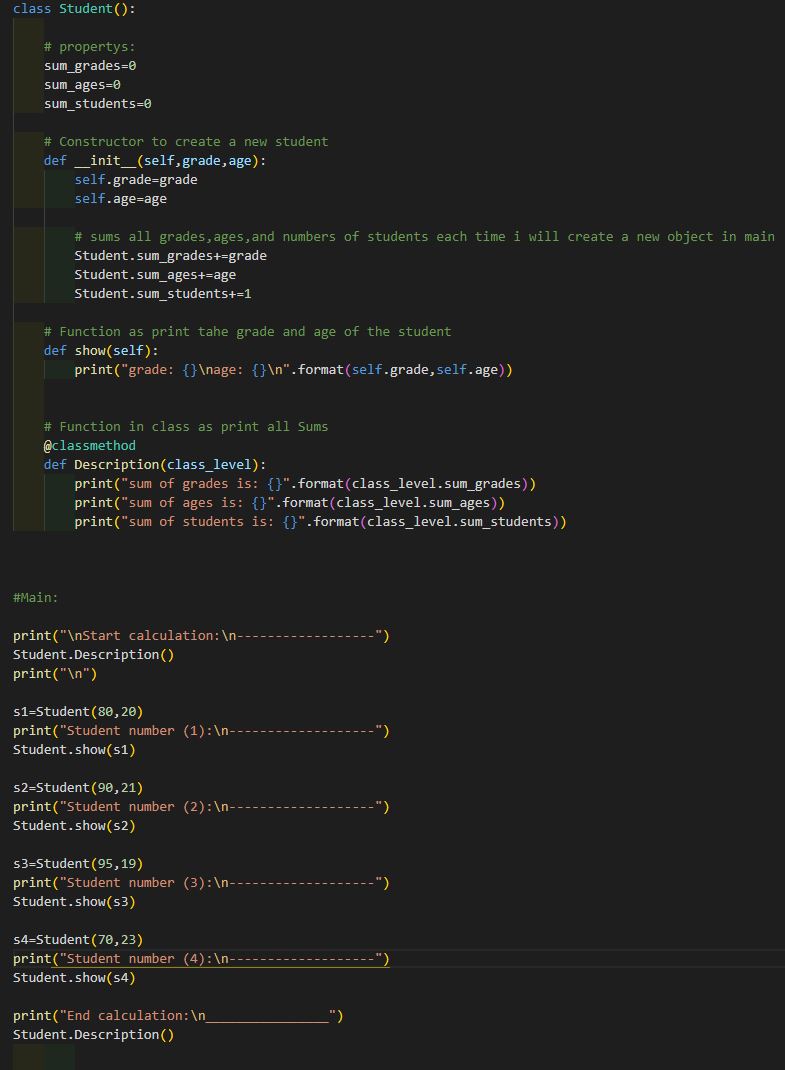 class Student():
# propertys:
sum_grades=0
sum_ages=0
sum_students=0
# Constructor to create a new student
def __init__(self,grade,age):
self.grade=grade
self.age=age
# sums all grades,ages,and numbers of students each time i will create a new object in main
Student.sum_grades+=grade
Student.sum_ages+=age
Student.sum_students+=1
# Function as print tahe grade and age of the student
def show(self):
print("grade: {}\nage: {}\n".format(self.grade,self.age))
# Function in class as print all Sums
@classmethod
def Description(class_level):
print("sum of grades is: {}".format(class_level.sum_grades))
print("sum of ages is: {}".format(class_level.sum_ages))
print("sum of students is: {}".format(class_level.sum_students))
#Main:
print("\nStart calculation:\n------------------")
Student.Description()
print("\n")
s1=Student(80,20)
print("Student number (1):\n-------------------")
Student.show(s1)
s2=Student(90,21)
print("Student number (2):\n-------------------")
Student.show(s2)
s3=Student(95,19)
print("Student number (3):\n-------------------")
Student.show(s3)
s4=Student(70,23)
print("Student number (4):\n-------------------")
Student.show(s4)
print("End calculation:\n________________")
Student.Description()